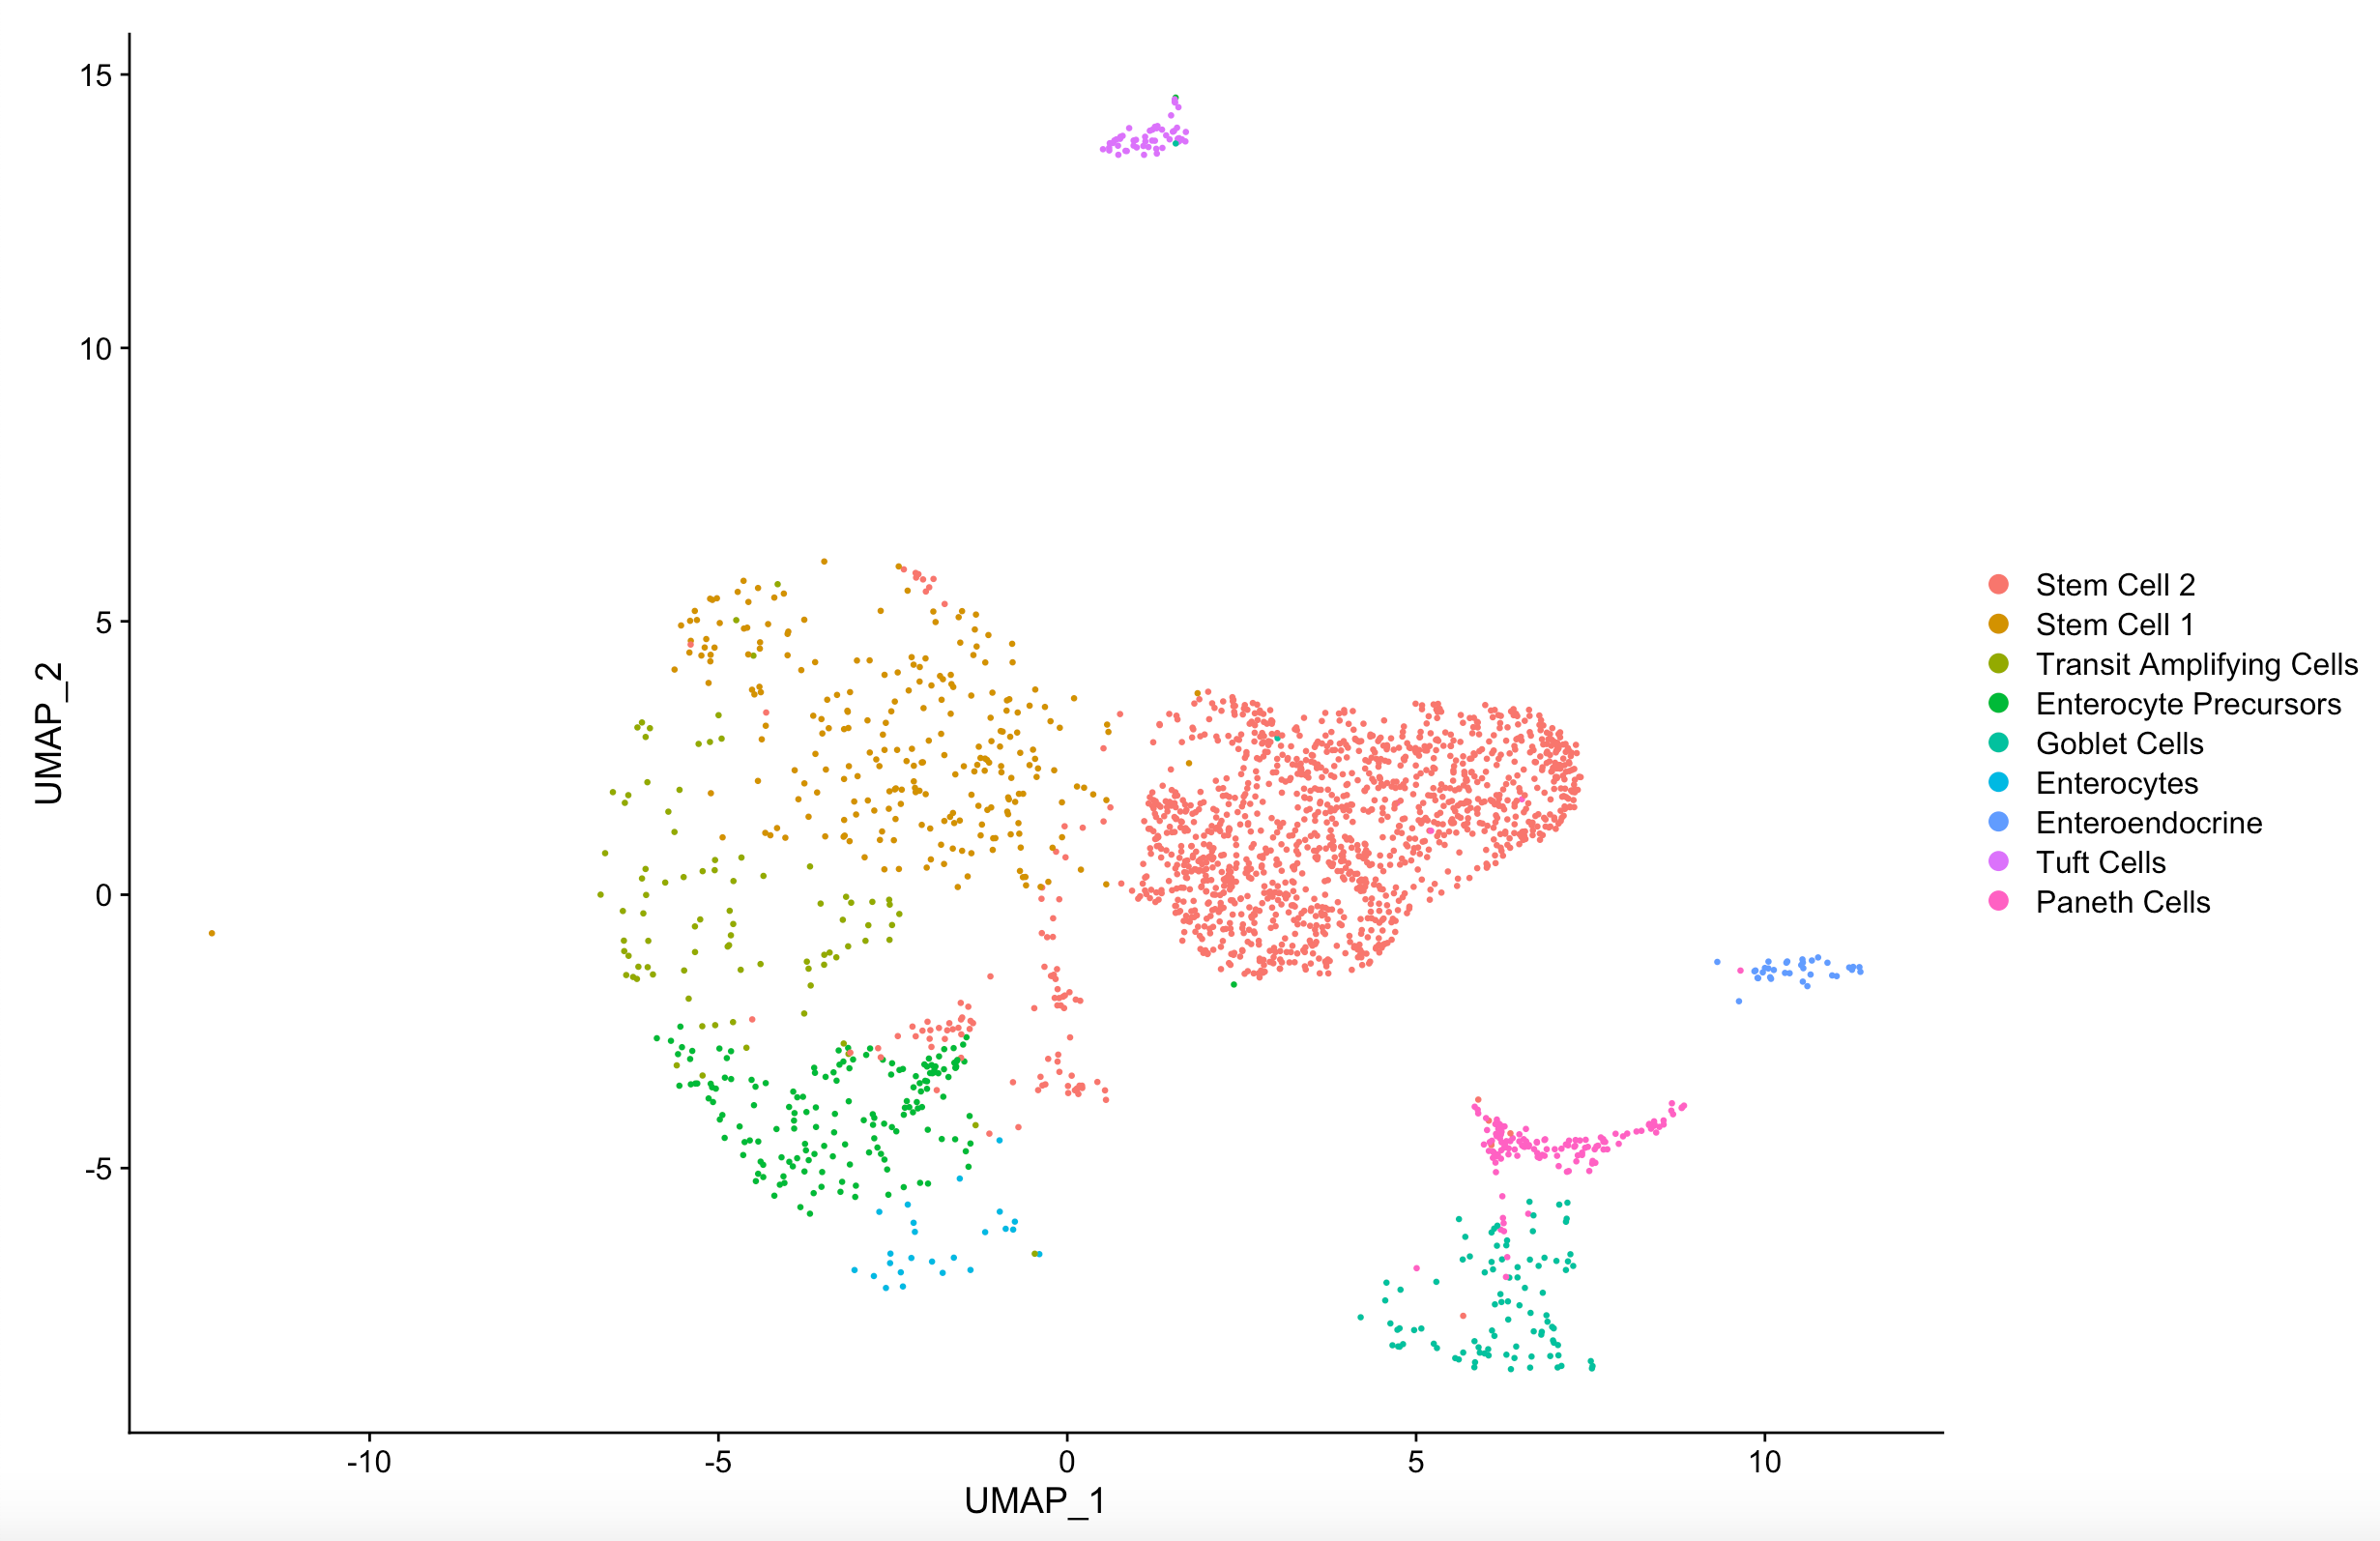 15
10
5
0
-5
UMAP_2
-10
-5
0
5
10
UMAP_1
Stem Cell 2
Stem Cell 1
Transit Amplifying Cells
Enterocyte Precursors
Goblet Cells
Enterocytes
Enteroendocrine
Tuft Cells
Paneth Cells